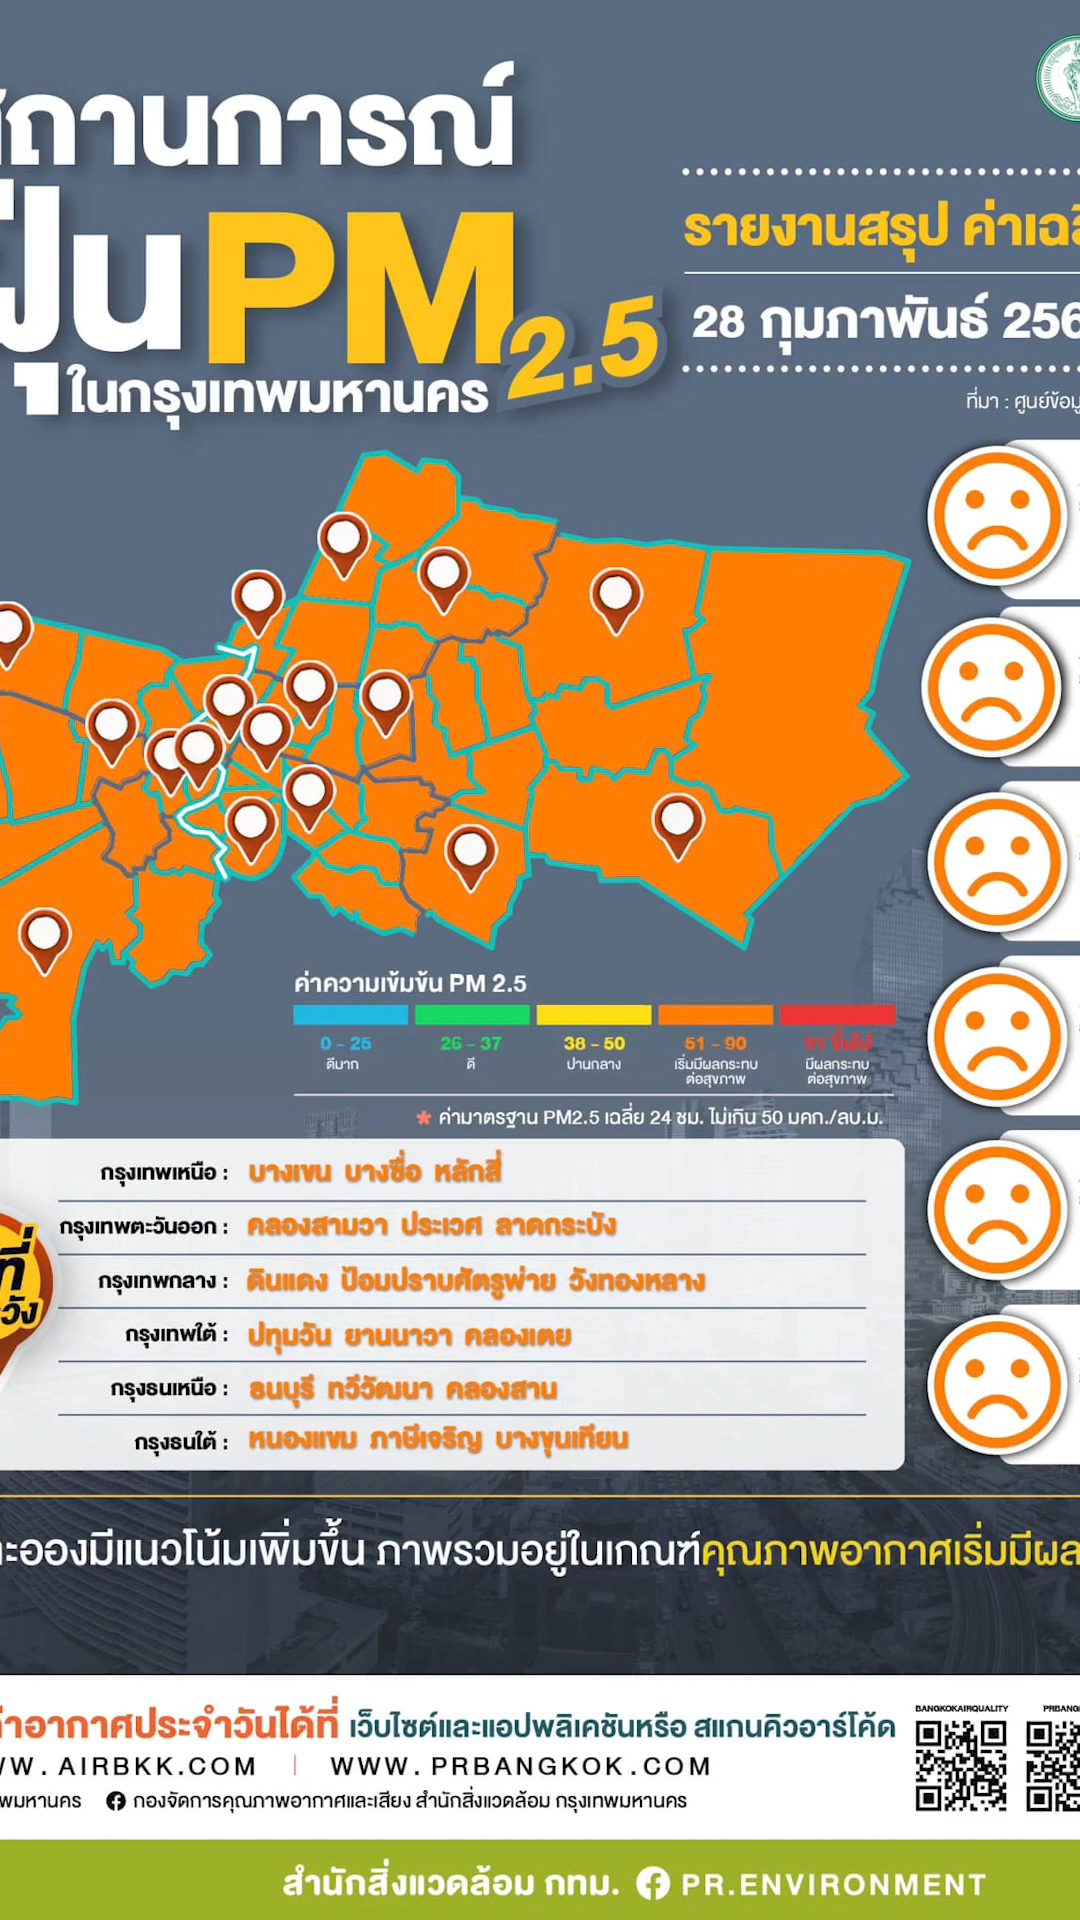 สถานการณ์
ฝุ่น PM 2.5
ในกรุงเทพมหานคร
รายงานสรุป
28 กุมภาพันธ์
ที่มา :
ค่าความเข้มข้น PM 2.5
0 - 25
26 - 37
38 - 50
51 - 90
91 ขึ้นไป
ดีมาก
ดี
ปานกลาง
เริ่มมีผลกระทบ
ต่อสุขภาพ
มีผลกระทบ
ต่อสุขภาพ
* ค่ามาตรฐาน PM2.5 เฉลี่ย 24 ชม. ไม่เกิน 50 มคก./ลบ.ม.
กรุงเทพเหนือ : บางเขน บางซื่อ หลักสี่
กรุงเทพตะวันออก : คลองสามวา ประเวศ ลาดกระบัง
กรุงเทพกลาง : ดินแดง ป้อมปราบศัตรูพ่าย วังทองหลาง
กรุงเทพใต้ : ปทุมวัน ยานนาวา คลองเตย
กรุงธนเหนือ : ธนบุรี ทวีวัฒนา คลองสาน
กรุงธนใต้ : หนองแขม ภาษีเจริญ บางขุนเทียน
ะอองมีแนวโน้มเพิ่มขึ้น ภาพรวมอยู่ในเกณฑ์คุณภาพอากาศเริ่มมีผล
่าอากาศประจำวันได้ที่ เว็บไซต์และแอปพลิเคชันหรือ สแกนคิวอาร์โค้ด
BANGKOKAIRQUALITY
WW.AIRBKK.COM | WWW.PRBANGKOK.COM
พมหานคร กองจัดการคุณภาพอากาศและเสียง สำนักสิ่งแวดล้อม กรุงเทพมหานคร
สำนักสิ่งแวดล้อม กทม. PR.ENVIRONMENT